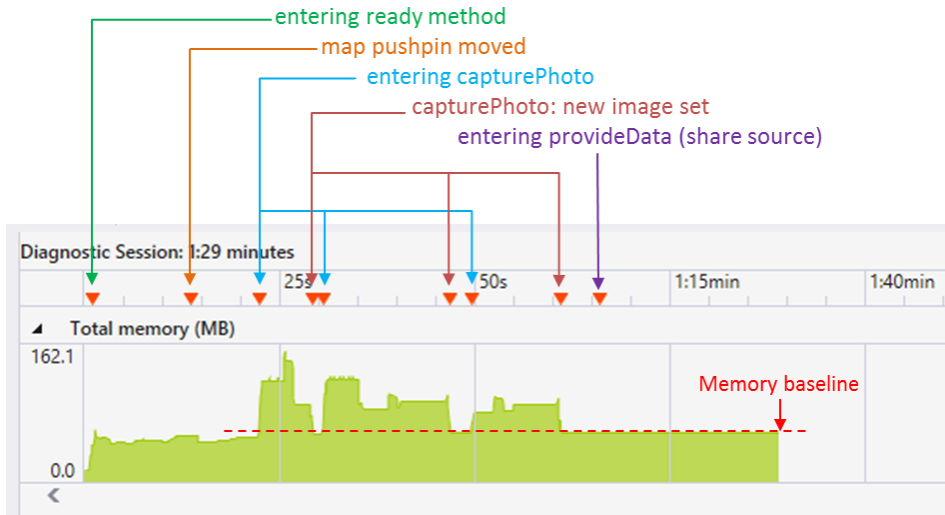 entering ready method
map pushpin moved
entering capturePhoto
capturePhoto: new image set
entering provideData (share source)
Diagnostic Session: 1:29 minutes
25s 50s 1:15min 1:40min
Total memory (MB)
162.1
Memory baseline
0.0